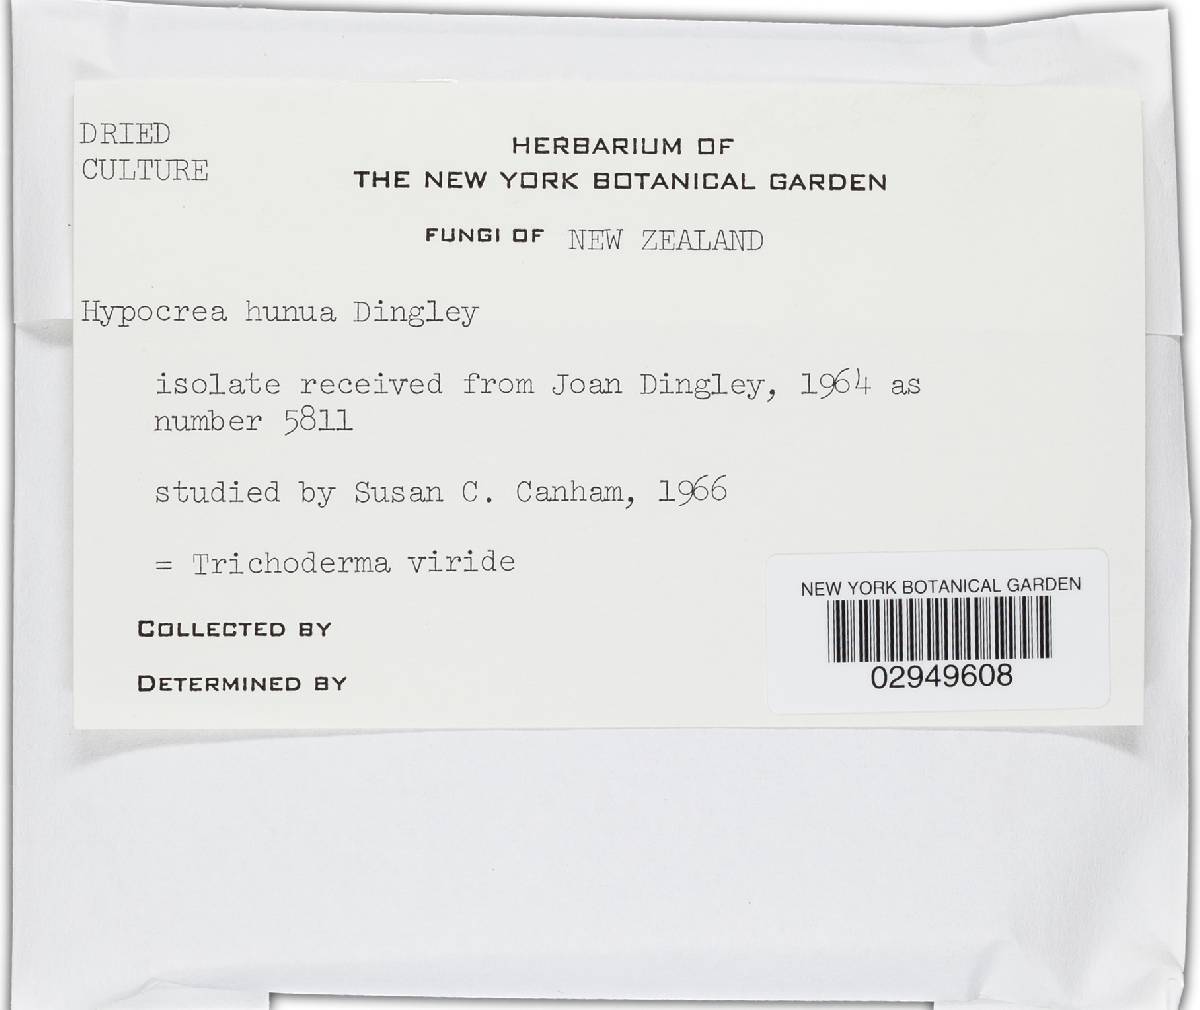 DRIED
CULTURE
HERBARIUM OF
THE NEW YORK BOTANICAL GARDEN
FUNGI OF NEW ZEALAND
Hypocrea hunua Dingley
isolate received from Joan Dingley, 1964 as
number 5811
studied by Susan C. Canham, 1966
= Trichoderma viride
COLLECTED BY
DETERMINED BY
NEW YORK BOTANICAL GARDEN
02949608